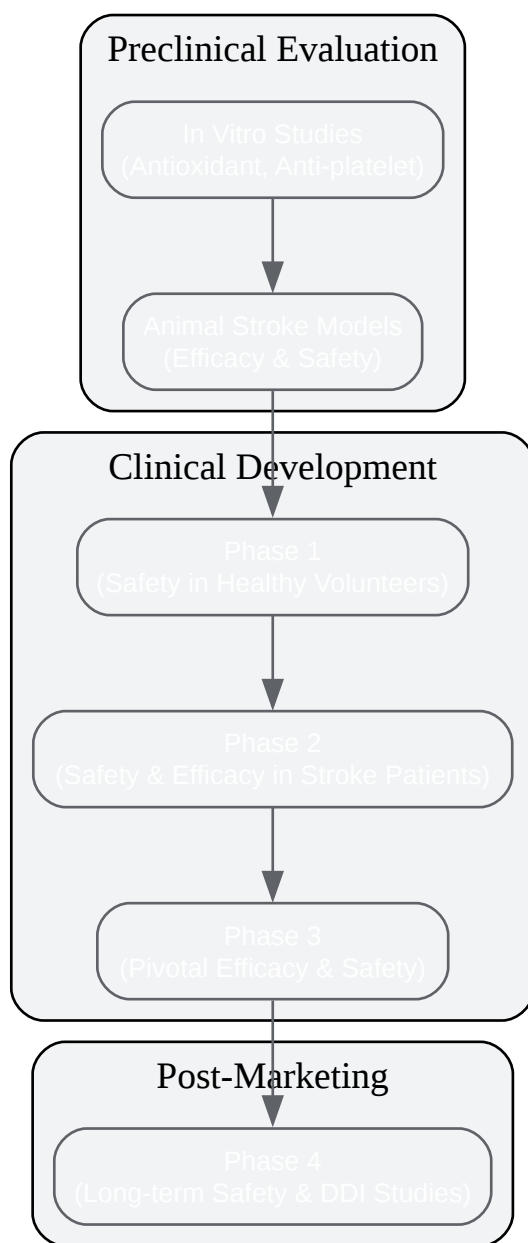 Preclinical Evaluation
In Vitro Studies
(Antioxidant, Anti-platelet)
Animal Stroke Models
(Efficacy & Safety)
Clinical Development
Phase 1
(Safety in Healthy Volunteers)
Phase 2
(Safety & Efficacy in Stroke Patients)
Phase 3
(Pivotal Efficacy & Safety)
Post-Marketing
Phase 4
(Long-term Safety & DDI Studies)